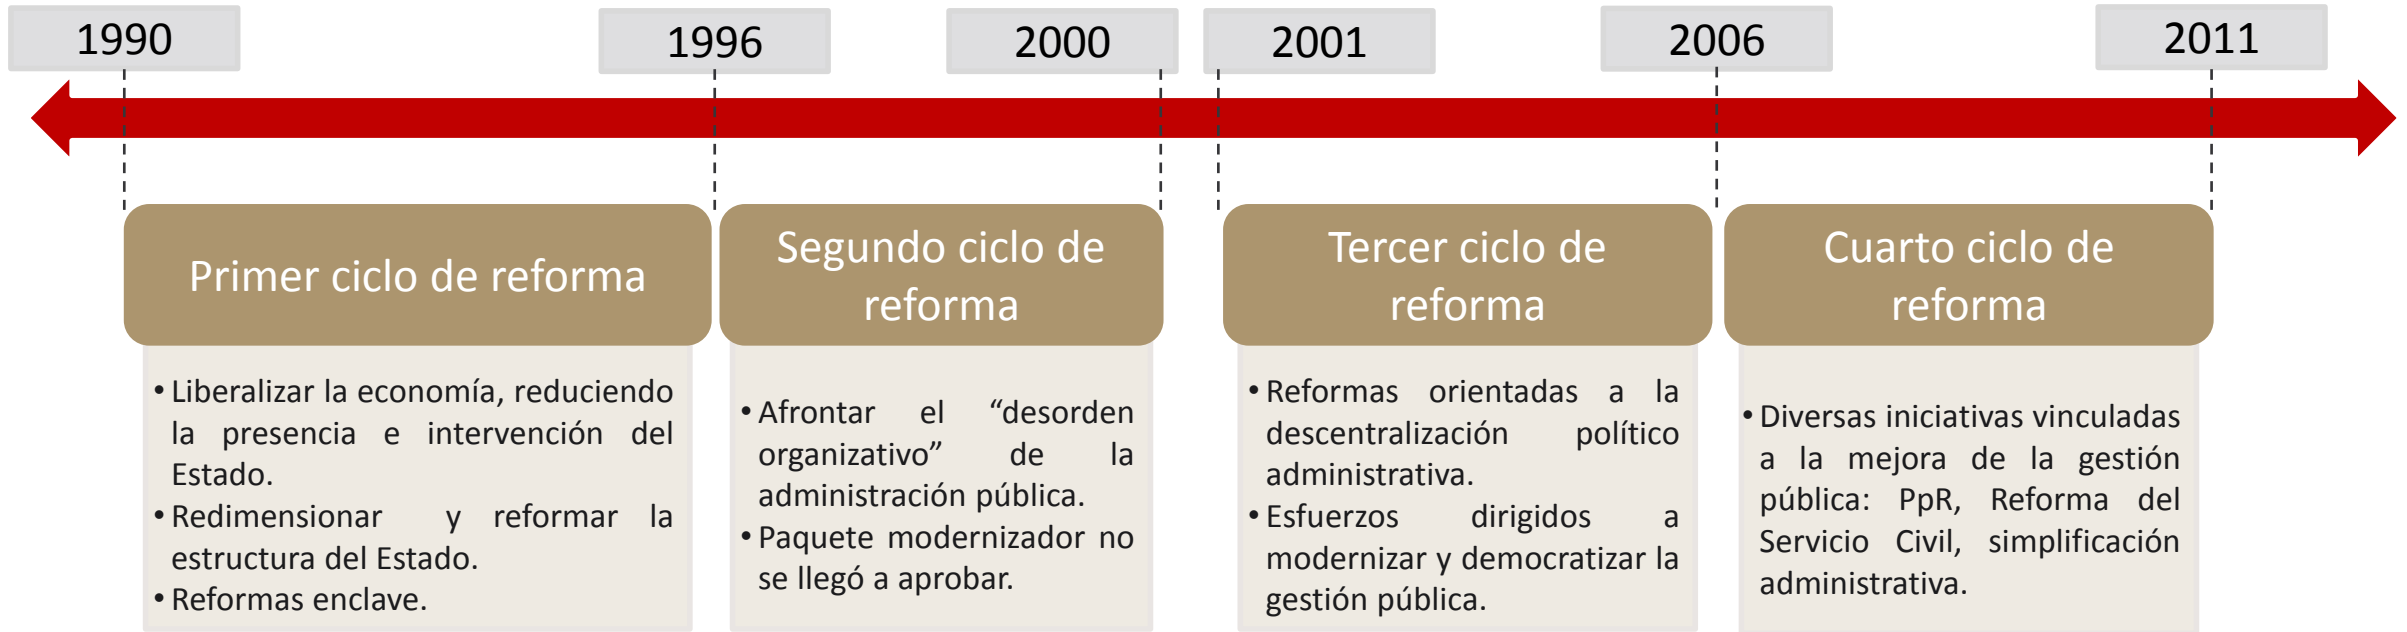 1990
1996
2000
2001
2006
2011
Primer ciclo de reforma
• Liberalizar la economía, reduciendo
la presencia e intervención del
Estado.
• Redimensionar y reformar la
estructura del Estado.
• Reformas enclave.
Segundo ciclo de
reforma
• Afrontar el “desorden
organizativo” de la
administración pública.
• Paquete modernizador no
se llegó a aprobar.
Tercer ciclo de
reforma
• Reformas orientadas a la
descentralización político
administrativa.
• Esfuerzos dirigidos a
modernizar y democratizar la
gestión pública.
Cuarto ciclo de
reforma
• Diversas iniciativas vinculadas
a la mejora de la gestión
pública: PpR, Reforma del
Servicio Civil, simplificación
administrativa.